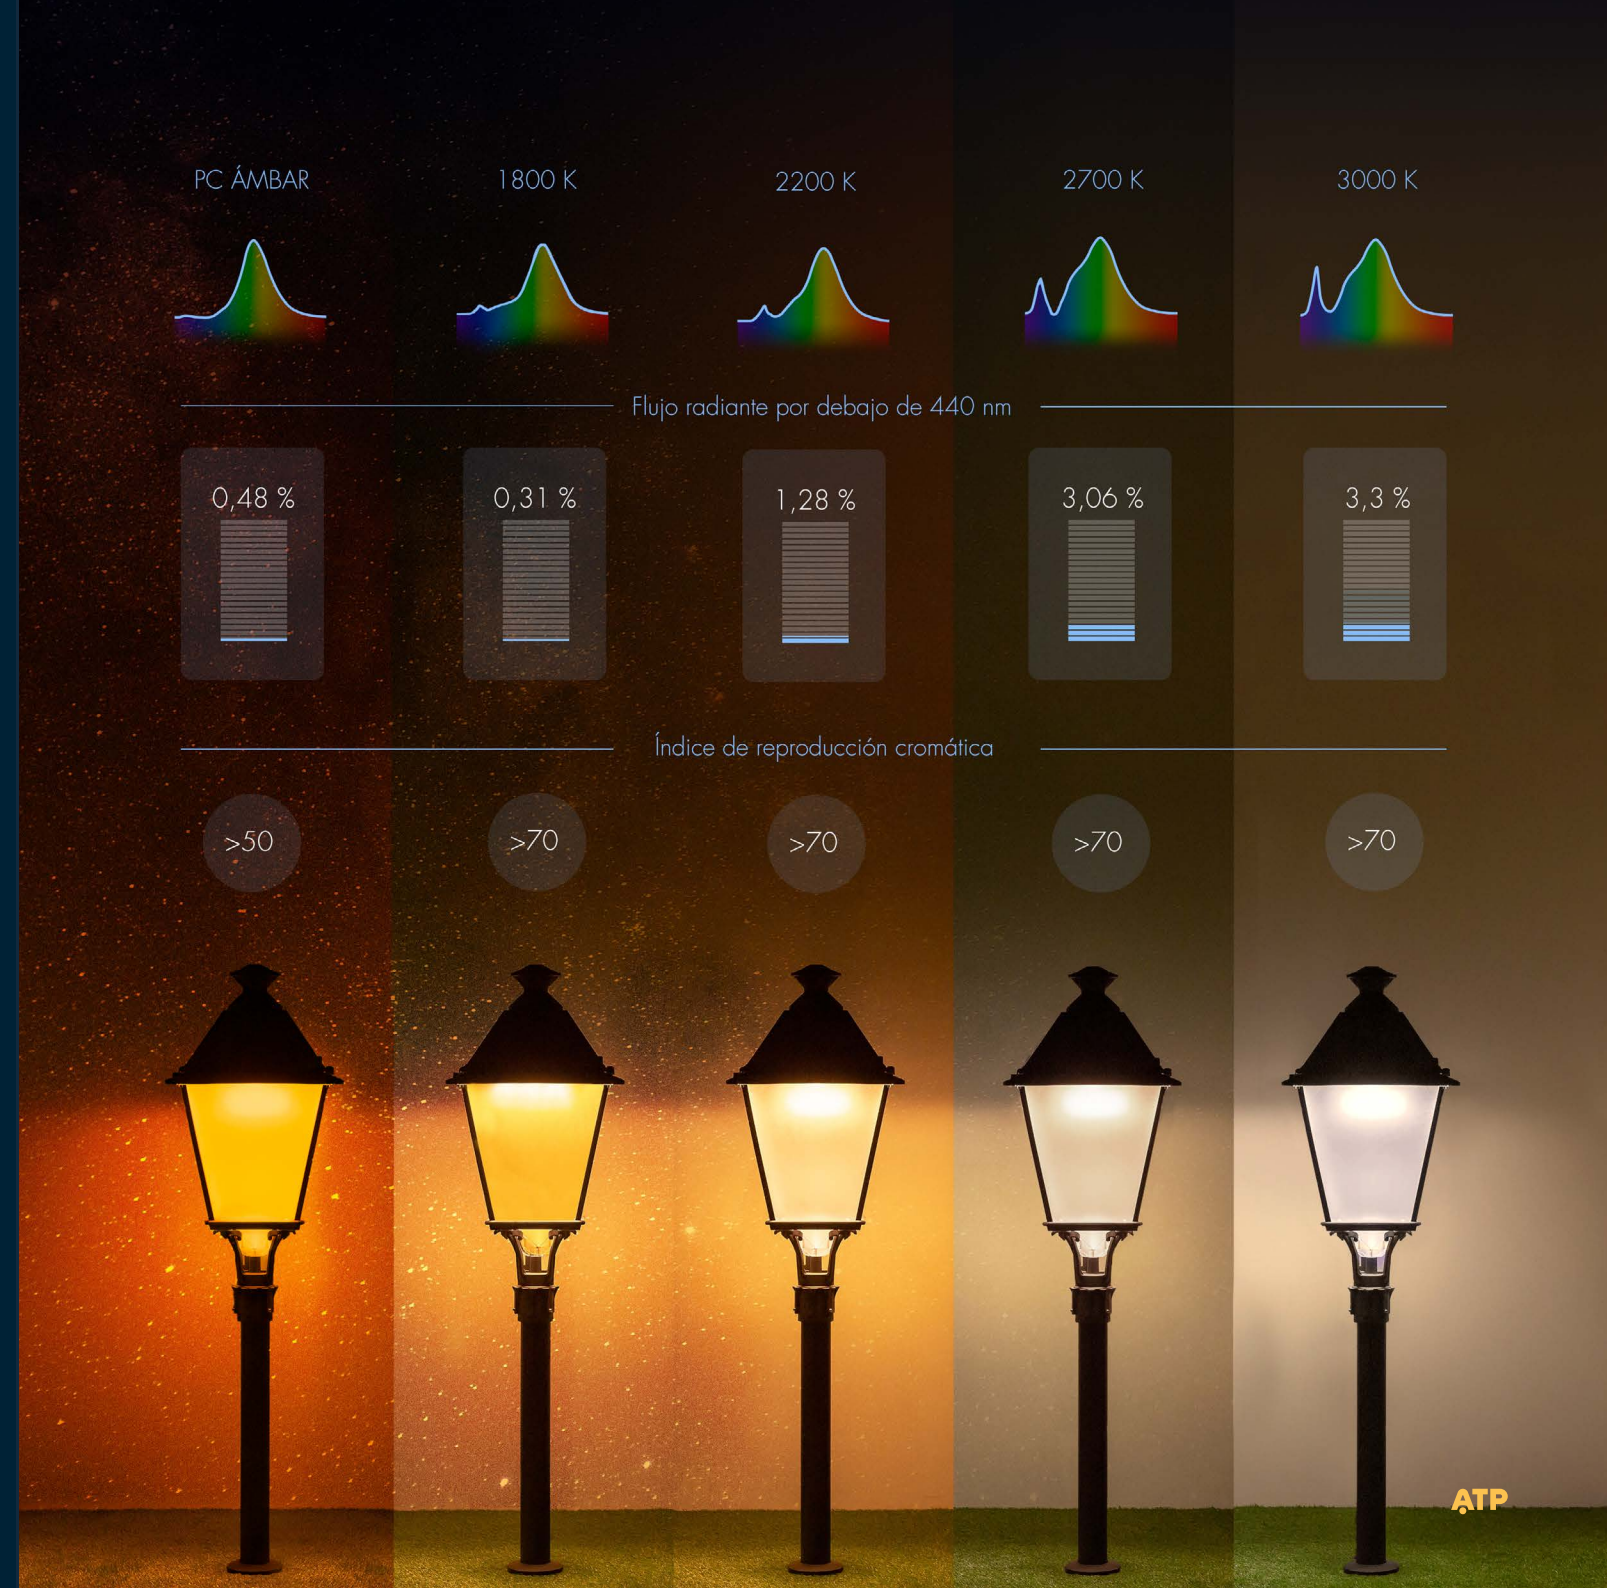 PC ÁMBAR
1800 K
2200 K
2700 K
3000 K
Flujo radiante por debajo de 440 nm
0,48 %
0,31 %
1,28 %
3,06 %
3,3 %
Índice de reproducción cromática
>50
>70
>70
>70
>70
ATP